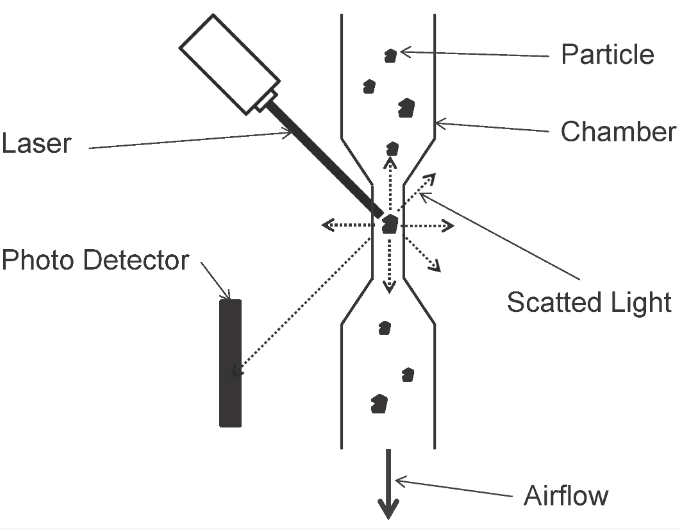 Particle
Chamber
Laser
Photo Detector
Scatted Light
Airflow